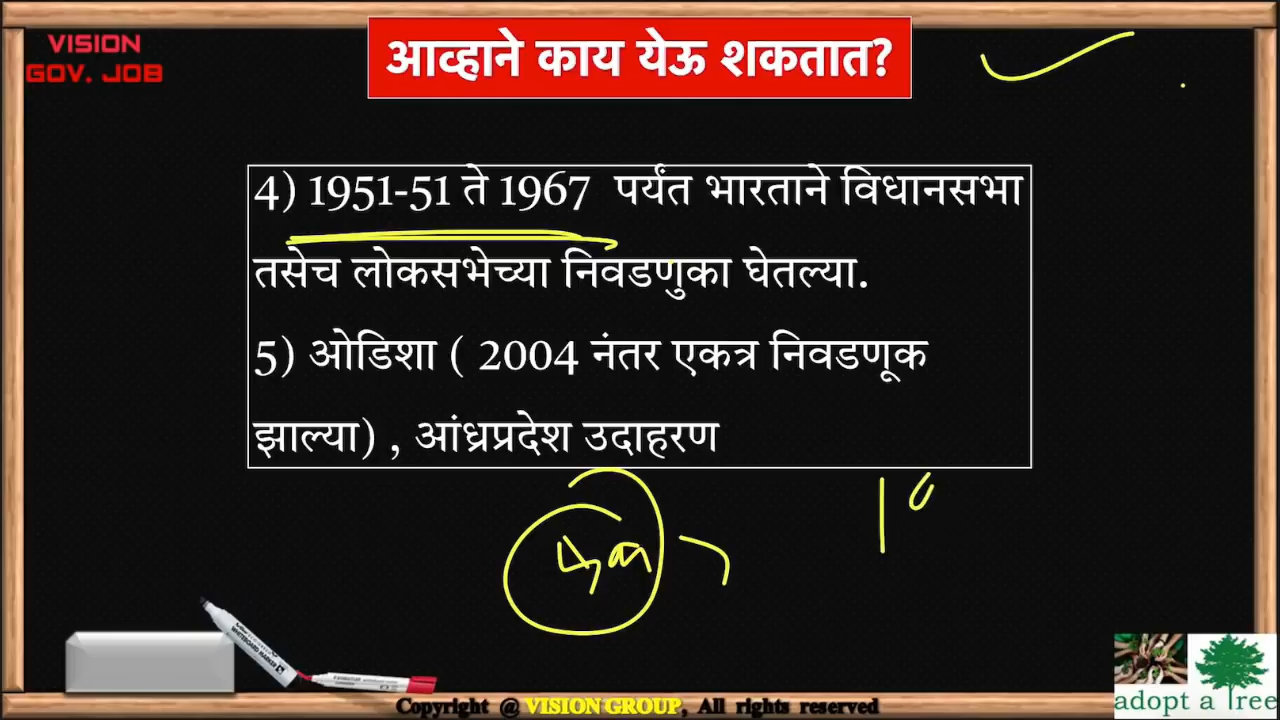 VISION
GOV. JOB
आव्हाने काय येऊ शकतात?
4) 1951-51 ते 1967 पर्यंत भारताने विधानसभा
तसेच लोकसभेच्या निवडणुका घेतल्या.
5) ओडिशा ( 2004 नंतर एकत्र निवडणूक
झाल्या) , आंध्रप्रदेश उदाहरण
Copyright @ VISION GROUP, All rights reserved
adopt a Tree